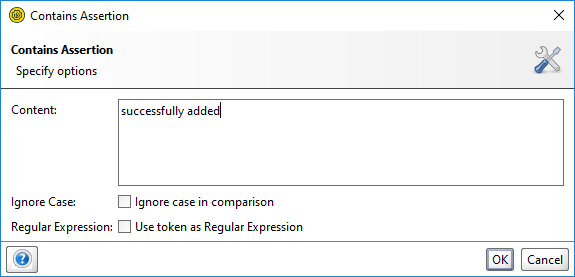 Contains Assertion
Contains Assertion
Specify options
Content:
successfully added
Ignore Case: Ignore case in comparison
Regular Expression: Use token as Regular Expression
? OK Cancel